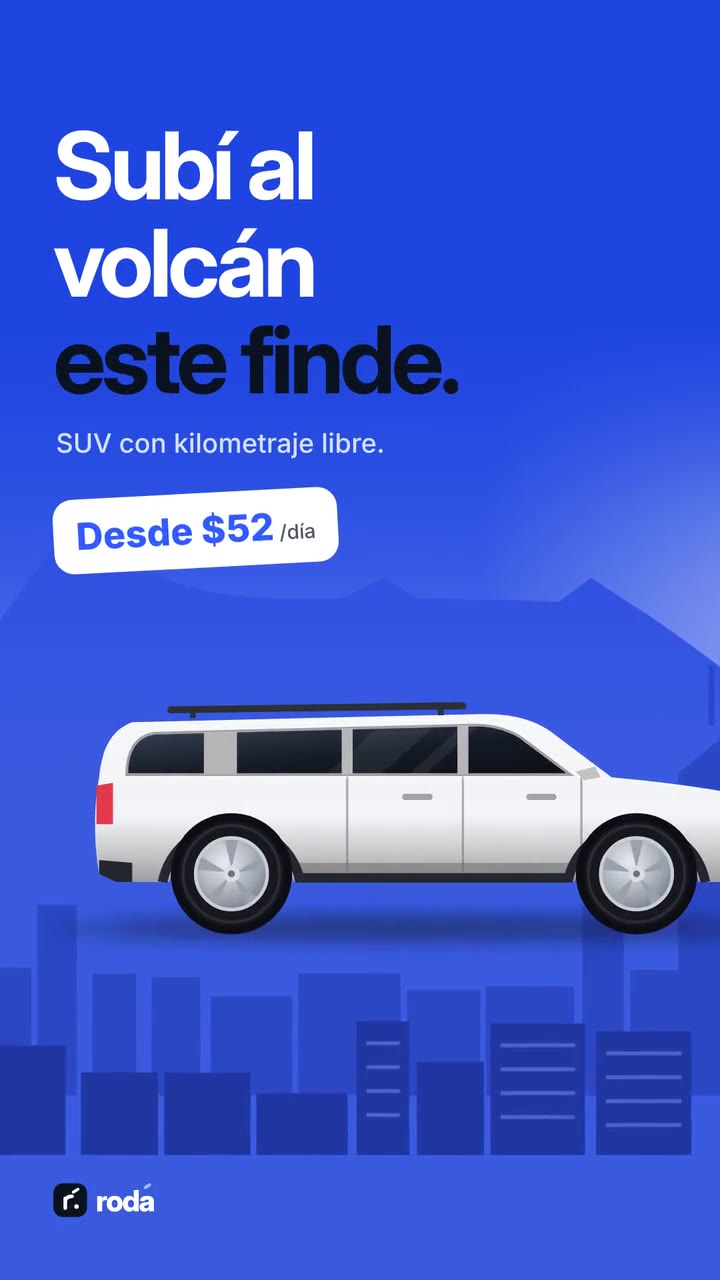 Subí al
volcán
este finde.
SUV con kilometraje libre.
Desde $52 /día
ŕ.
rodá